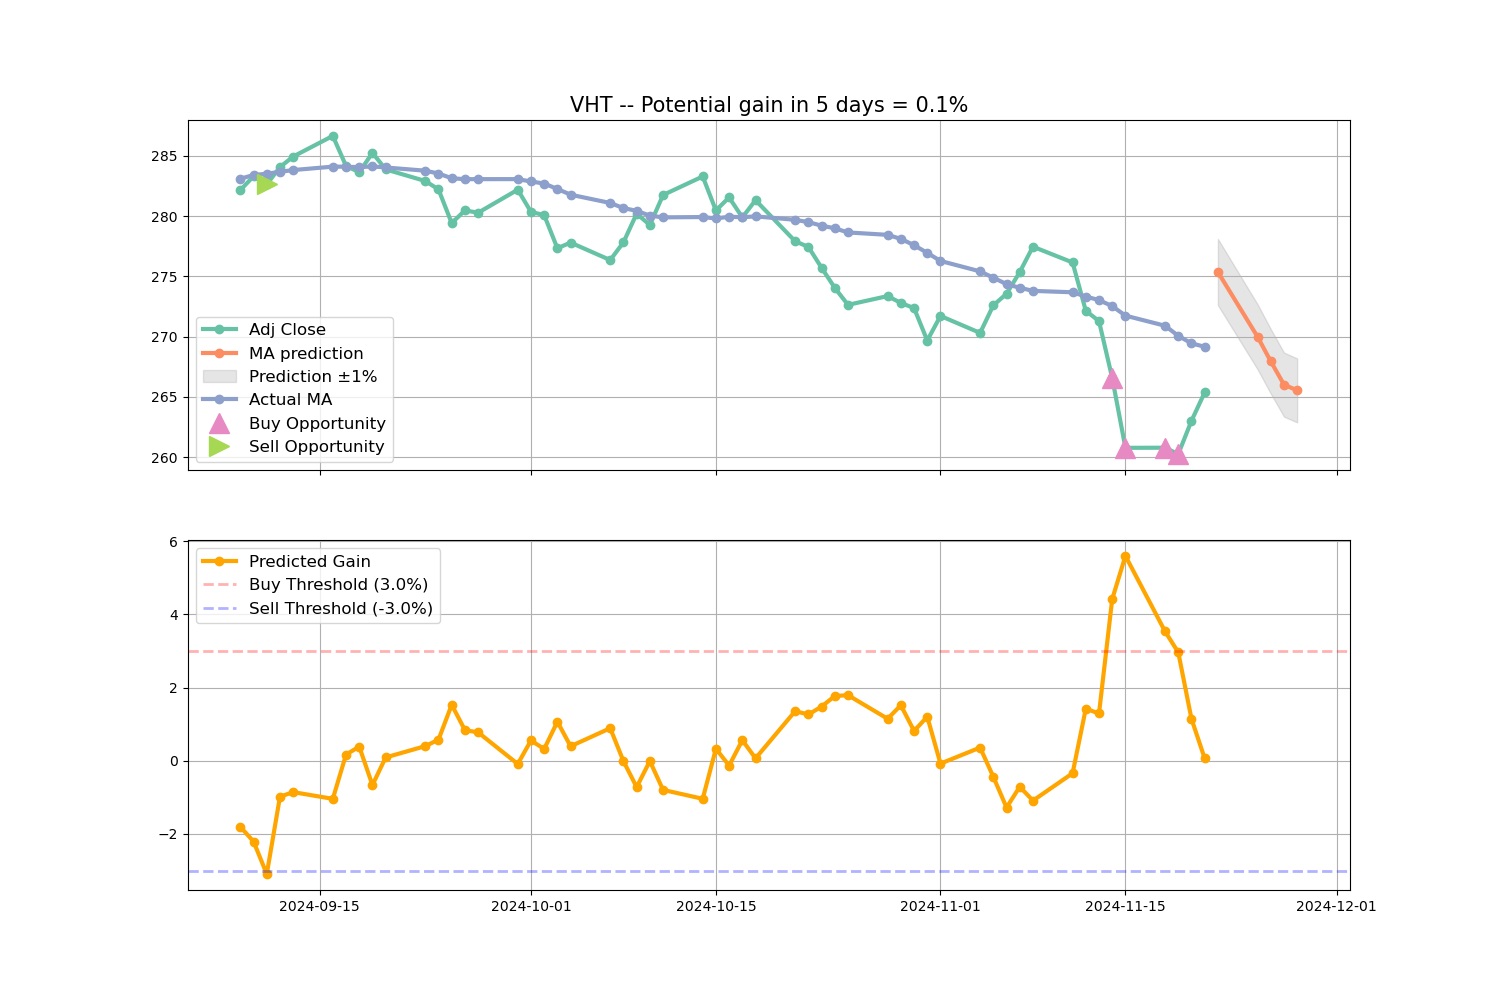 VHT -- Potential gain in 5 days = 0.1%
285
280
275
270
265
260
Adj Close
MA prediction
Prediction ±1%
Actual MA
Buy Opportunity
Sell Opportunity
6
4
2
0
−2
Predicted Gain
Buy Threshold (3.0%)
Sell Threshold (-3.0%)
2024-09-15 2024-10-01 2024-10-15 2024-11-01 2024-11-15 2024-12-01